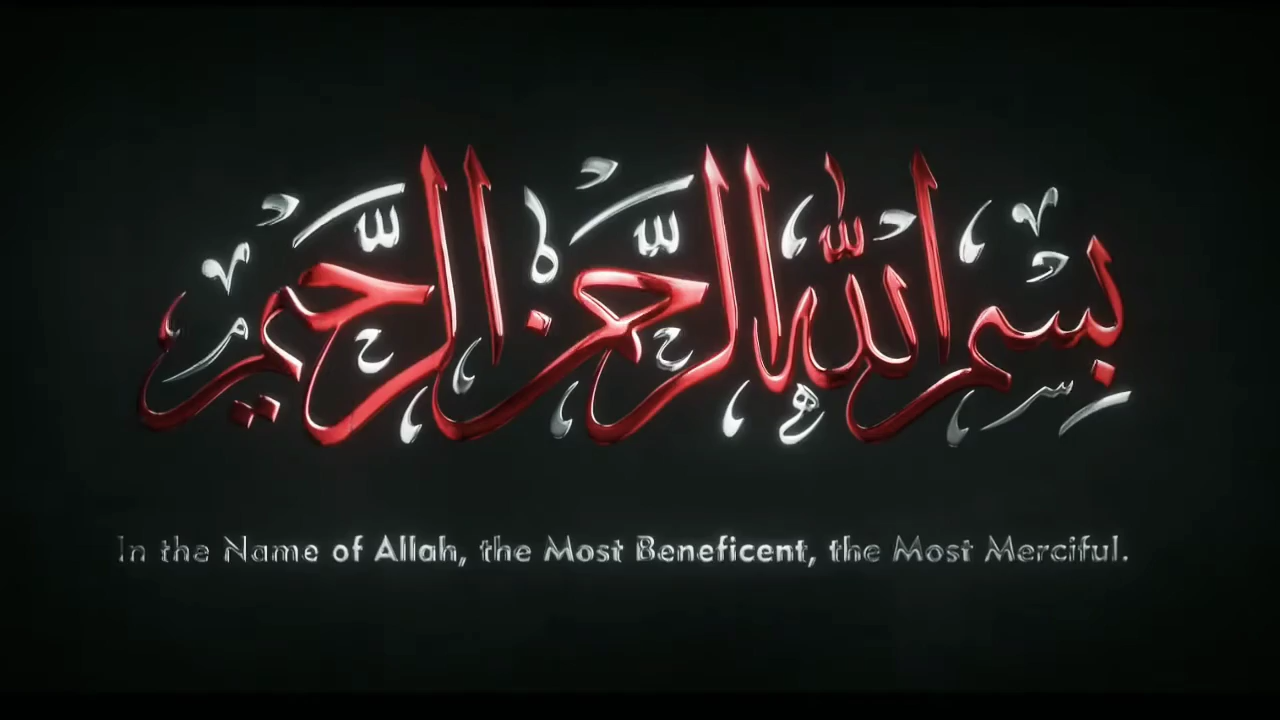 بسم الله الرحمن الرحيم
In the Name of Allah, the Most Beneficent, the Most Merciful.